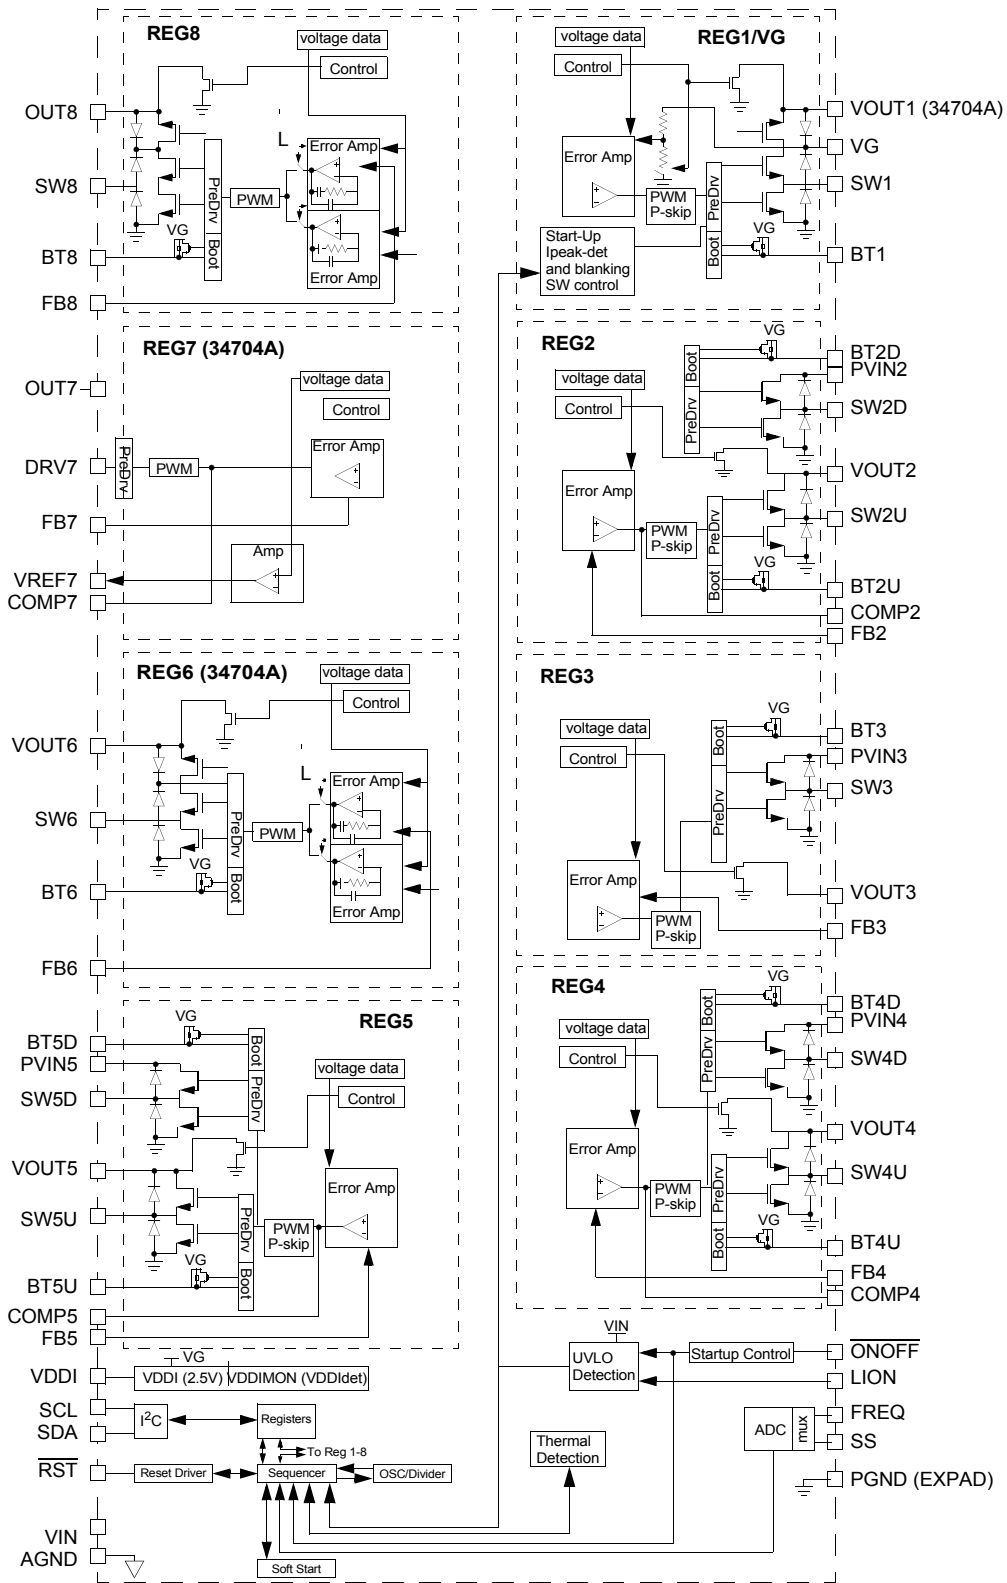 REG8
voltage data
Control
OUT8
SW8
BT8
FB8
L
Error Amp
PreDrv
PWM
VG
Boot
Error Amp
REG7 (34704A)
voltage data
Control
OUT7
DRV7
FB7
VREF7
COMP7
PreDrv
PWM
Error Amp
Amp
REG6 (34704A)
voltage data
Control
VOUT6
SW6
BT6
FB6
L
Error Amp
PreDrv
PWM
VG
Boot
Error Amp
REG5
VG
BT5D
PVIN5
SW5D
VOUT5
SW5U
BT5U
COMP5
FB5
Boot
PreDrv
voltage data
Control
Error Amp
PreDrv
PWM
P-skip
VG
Boot
VDDI
VG
VDDI (2.5V)
VDDIMON (VDDIdet)
SCL
SDA
I2C
Registers
To Reg 1-8
RST
Reset Driver
Sequencer
OSC/Divider
VIN
AGND
Soft Start
REG1/VG
voltage data
Control
VOUT1 (34704A)
VG
SW1
BT1
Error Amp
PWM
P-skip
PreDrv
Start-Up
Ipeak-det
and blanking
SW control
Boot
VG
REG2
VG
BT2D
PVIN2
SW2D
VOUT2
SW2U
BT2U
COMP2
FB2
Boot
PreDrv
voltage data
Control
Error Amp
PWM
P-skip
PreDrv
Boot
VG
REG3
VG
BT3
PVIN3
SW3
VOUT3
FB3
Boot
PreDrv
voltage data
Control
Error Amp
PWM
P-skip
REG4
VG
BT4D
PVIN4
SW4D
VOUT4
SW4U
BT4U
FB4
COMP4
Boot
PreDrv
voltage data
Control
Error Amp
PWM
P-skip
PreDrv
Boot
VG
VIN
UVLO
Detection
Startup Control
ONOFF
LION
Thermal
Detection
ADC
mux
FREQ
SS
PGND (EXPAD)